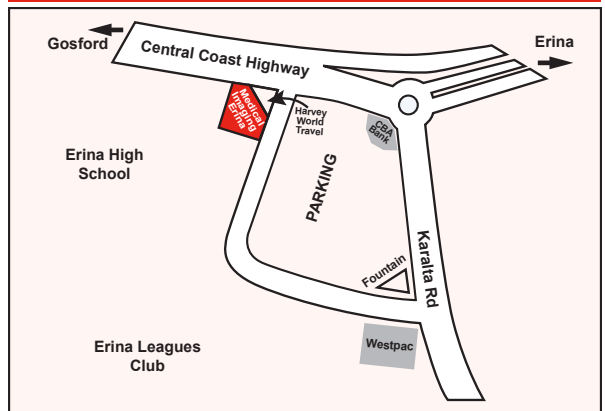 Gosford
Central Coast Highway
Erina
Medical
Imaging
Erina
Harvey
World
Travel
CBA
Bank
Erina High
School
PARKING
Karalta Rd
Fountain
Westpac
Erina Leagues
Club